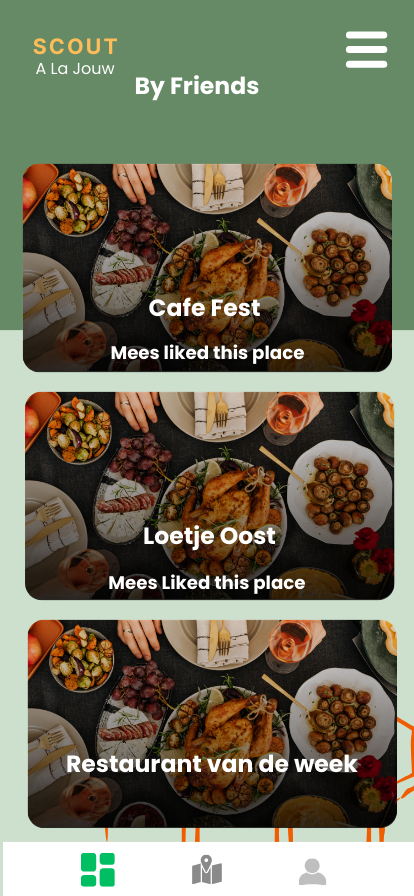 SCOUT
A La Jouw
By Friends
Cafe Fest
Mees liked this place
Loetje Oost
Mees Liked this place
Restaurant van de week